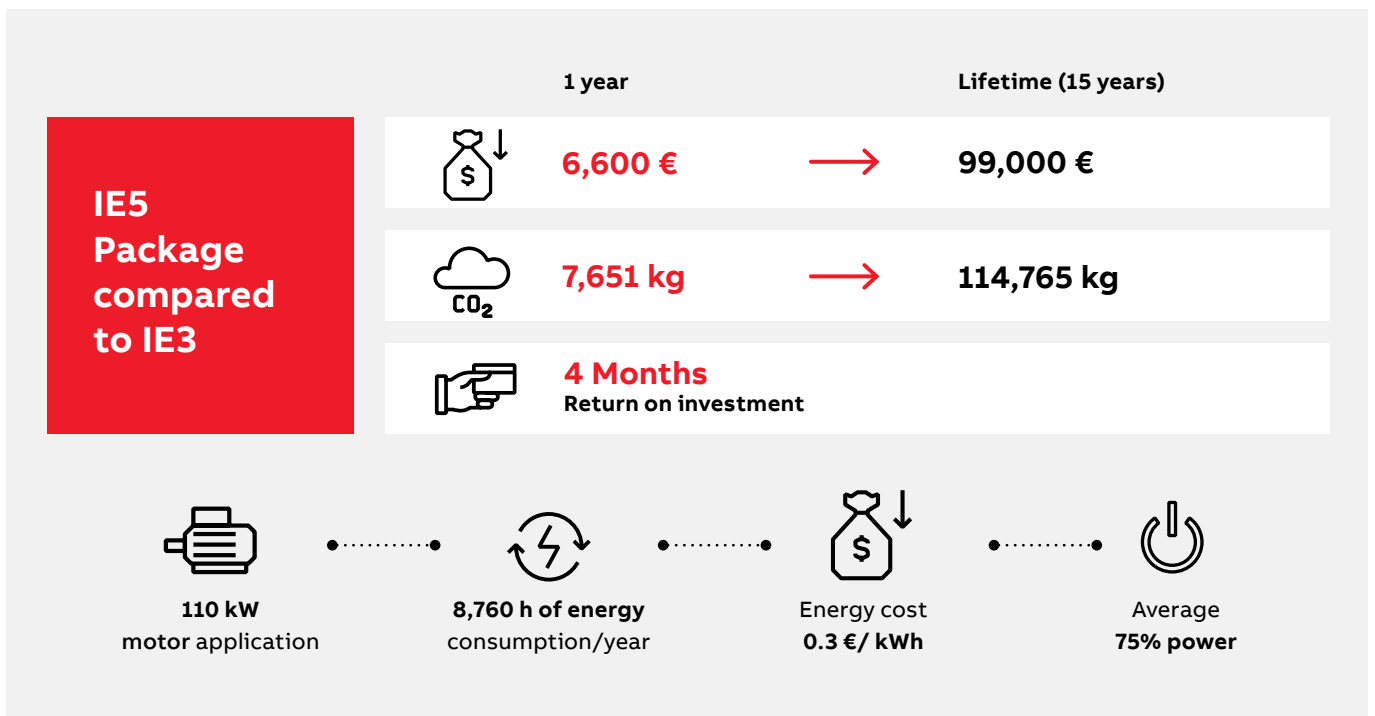 1 year
Lifetime (15 years)
IE5
Package
compared
to IE3
$
6,600 €
99,000 €
CO2
7,651 kg
114,765 kg
4 Months
Return on investment
$
110 kW
motor application
8,760 h of energy
consumption/year
Energy cost
0.3 €/ kWh
Average
75% power